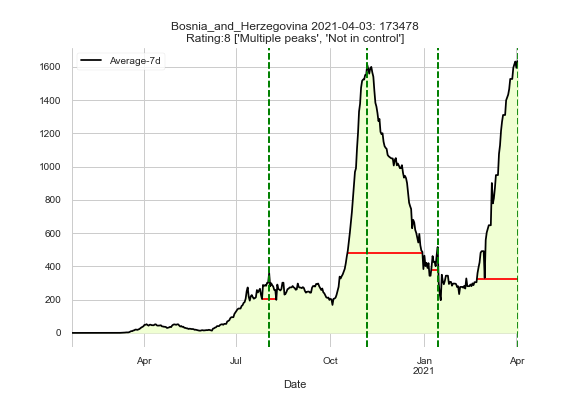 Bosnia_and_Herzegovina 2021-04-03: 173478
Rating:8 ['Multiple peaks', 'Not in control']
Average-7d
1600
1400
1200
1000
800
600
400
200
0
Apr
Jul
Oct
Jan
2021
Apr
Date